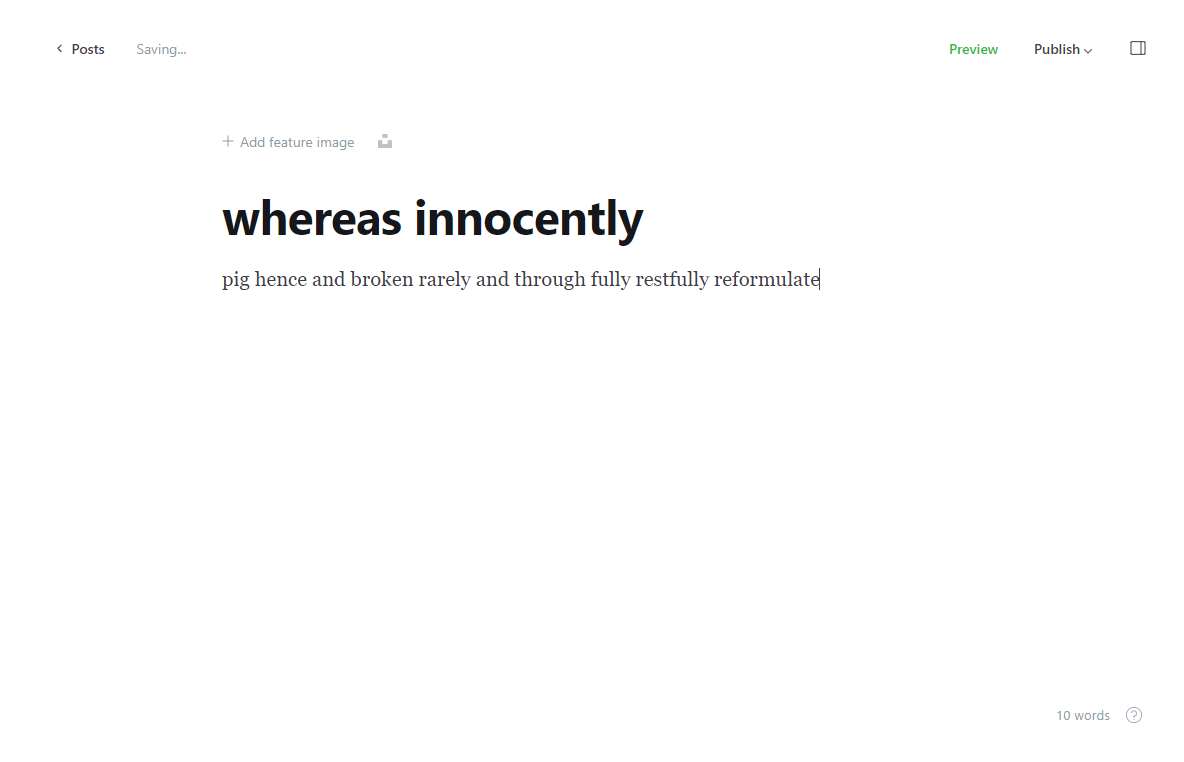 Posts
Saving...
Preview
Publish
Add feature image
whereas innocently
pig hence and broken rarely and through fully restfully reformulate
10 words
?